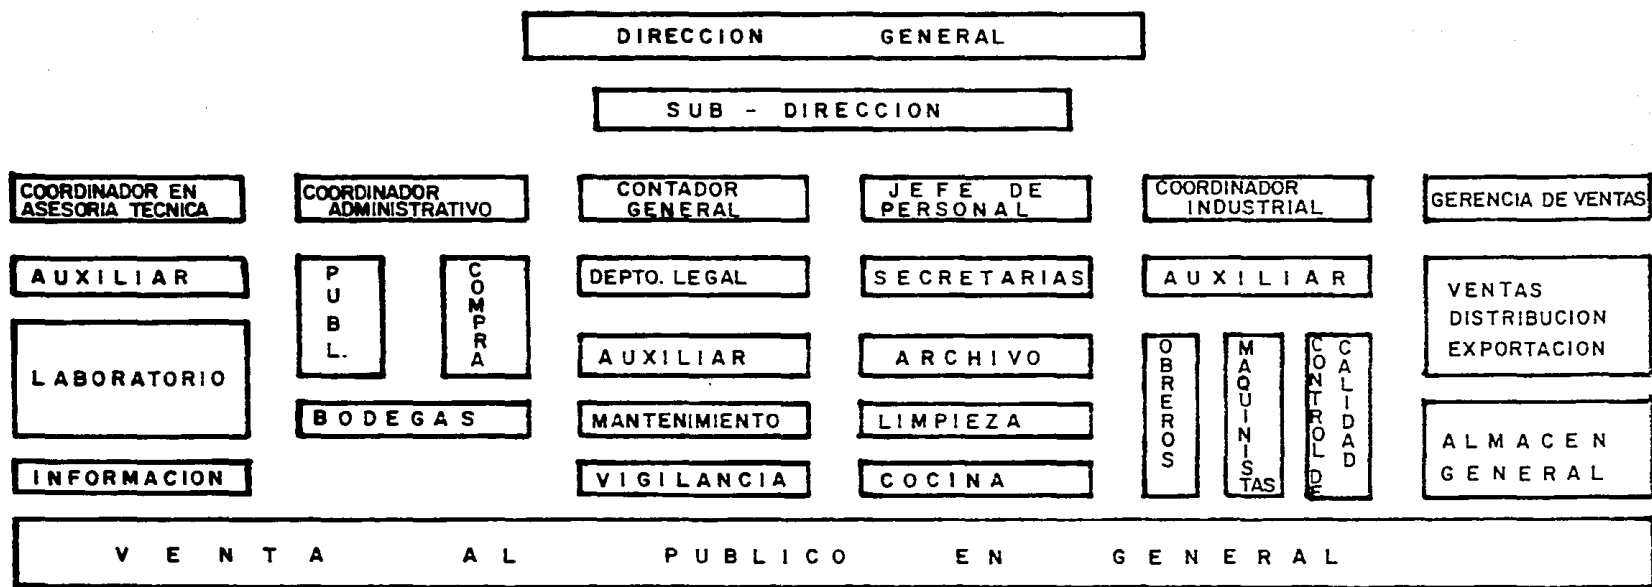 DIRECCION GENERAL
SUB - DIRECCION
COORDINADOR EN
ASESORIA TECNICA
COORDINADOR
ADMINISTRATIVO
CONTADOR
GENERAL
JEFE DE
PERSONAL
COORDINADOR
INDUSTRIAL
GERENCIA DE VENTAS
AUXILIAR
LABORATORIO
INFORMACION
PUBL.
COMPRA
BODEGAS
DEPTO. LEGAL
AUXILIAR
MANTENIMIENTO
VIGILANCIA
SECRETARIAS
ARCHIVO
LIMPIEZA
COCINA
AUXILIAR
OBREROS
MAQUINISTAS
CONTROL DE
CALIDAD
VENTAS
DISTRIBUCION
EXPORTACION
ALMACEN
GENERAL
VENTA AL PUBLICO EN GENERAL